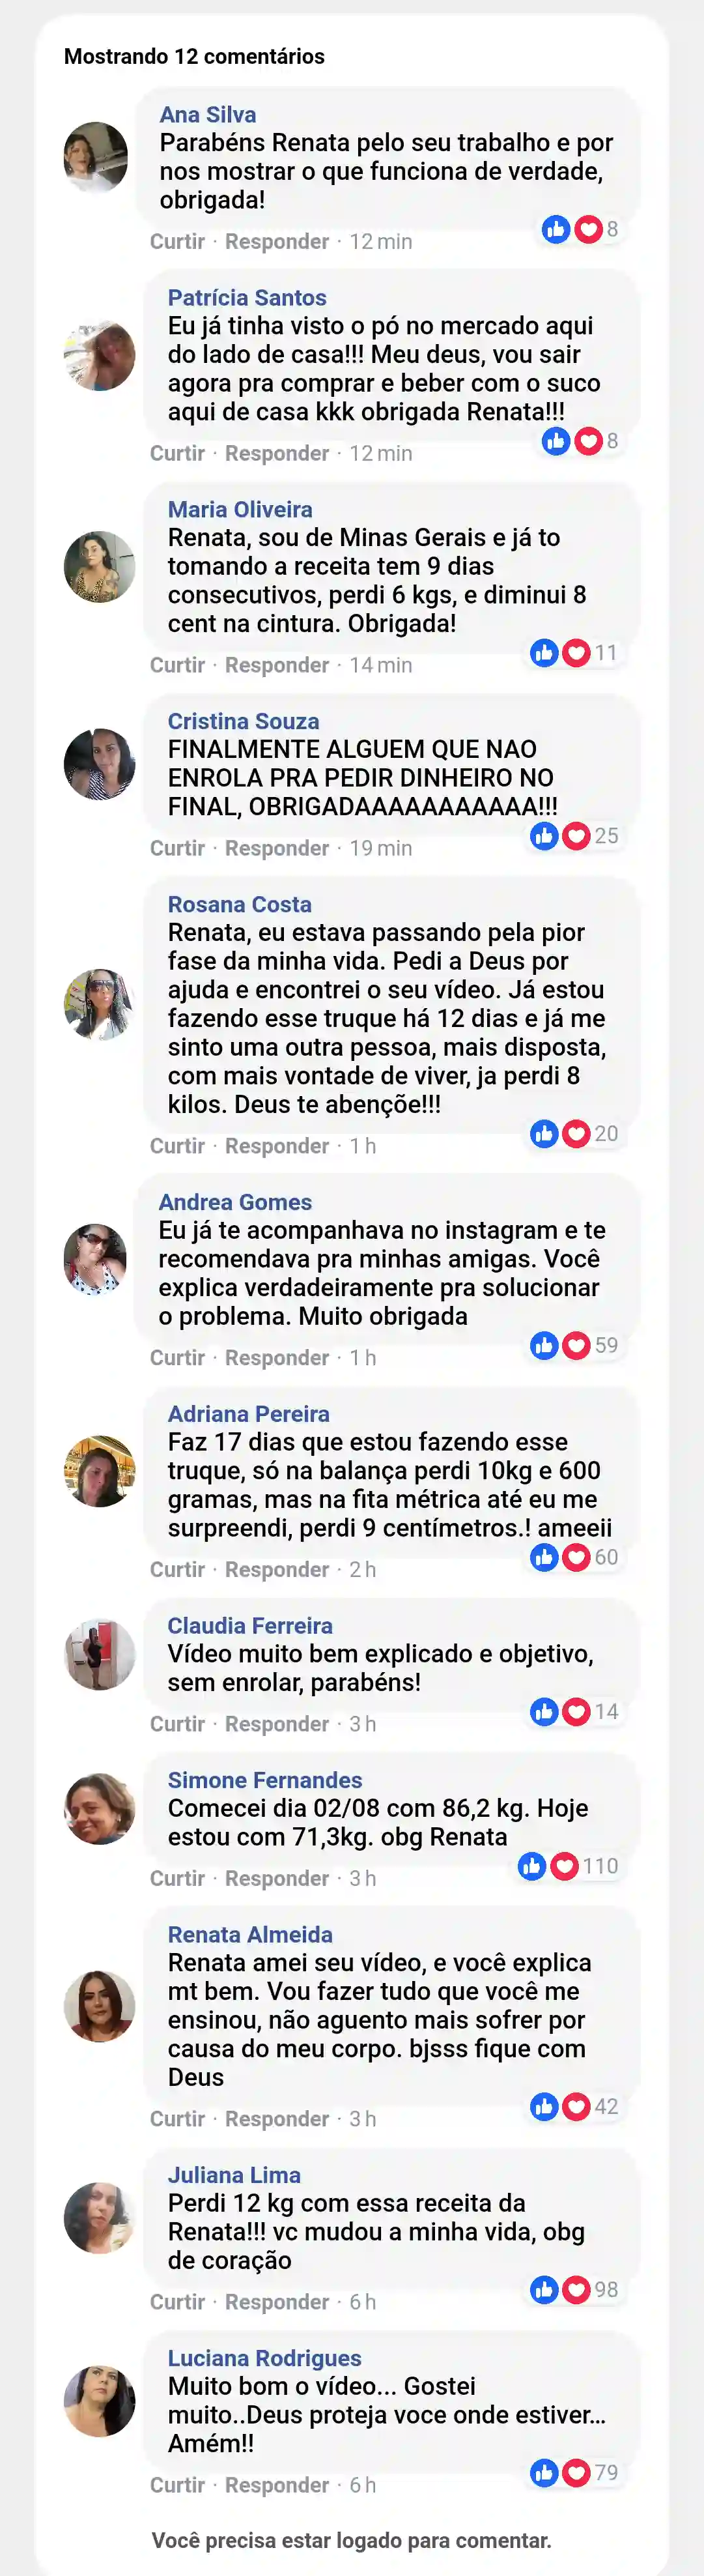 Mostrando 12 comentários
Ana Silva
Parabéns Renata pelo seu trabalho e por
nos mostrar o que funciona de verdade,
obrigada!
8
Curtir · Responder · 12 min
Patrícia Santos
Eu já tinha visto o pó no mercado aqui
do lado de casa!!! Meu deus, vou sair
agora pra comprar e beber com o suco
aqui de casa kkk obrigada Renata!!!
8
Curtir · Responder · 12 min
Maria Oliveira
Renata, sou de Minas Gerais e já to
tomando a receita tem 9 dias
consecutivos, perdi 6 kgs, e diminui 8
cent na cintura. Obrigada!
11
Curtir · Responder · 14 min
Cristina Souza
FINALMENTE ALGUEM QUE NAO
ENROLA PRA PEDIR DINHEIRO NO
FINAL, OBRIGADAAAAAAAAAAA!!!
25
Curtir · Responder · 19 min
Rosana Costa
Renata, eu estava passando pela pior
fase da minha vida. Pedi a Deus por
ajuda e encontrei o seu vídeo. Já estou
fazendo esse truque há 12 dias e já me
sinto uma outra pessoa, mais disposta,
com mais vontade de viver, ja perdi 8
kilos. Deus te abençõe!!!
20
Curtir · Responder · 1 h
Andrea Gomes
Eu já te acompanhava no instagram e te
recomendava pra minhas amigas. Você
explica verdadeiramente pra solucionar
o problema. Muito obrigada
59
Curtir · Responder · 1 h
Adriana Pereira
Faz 17 dias que estou fazendo esse
truque, só na balança perdi 10kg e 600
gramas, mas na fita métrica até eu me
surpreendi, perdi 9 centímetros.! ameeii
60
Curtir · Responder · 2 h
Claudia Ferreira
Vídeo muito bem explicado e objetivo,
sem enrolar, parabéns!
14
Curtir · Responder · 3 h
Simone Fernandes
Comecei dia 02/08 com 86,2 kg. Hoje
estou com 71,3kg. obg Renata
110
Curtir · Responder · 3 h
Renata Almeida
Renata amei seu vídeo, e você explica
mt bem. Vou fazer tudo que você me
ensinou, não aguento mais sofrer por
causa do meu corpo. bjsss fique com
Deus
42
Curtir · Responder · 3 h
Juliana Lima
Perdi 12 kg com essa receita da
Renata!!! vc mudou a minha vida, obg
de coração
98
Curtir · Responder · 6 h
Luciana Rodrigues
Muito bom o vídeo... Gostei
muito..Deus proteja voce onde estiver...
Amém!!
79
Curtir · Responder · 6 h
Você precisa estar logado para comentar.